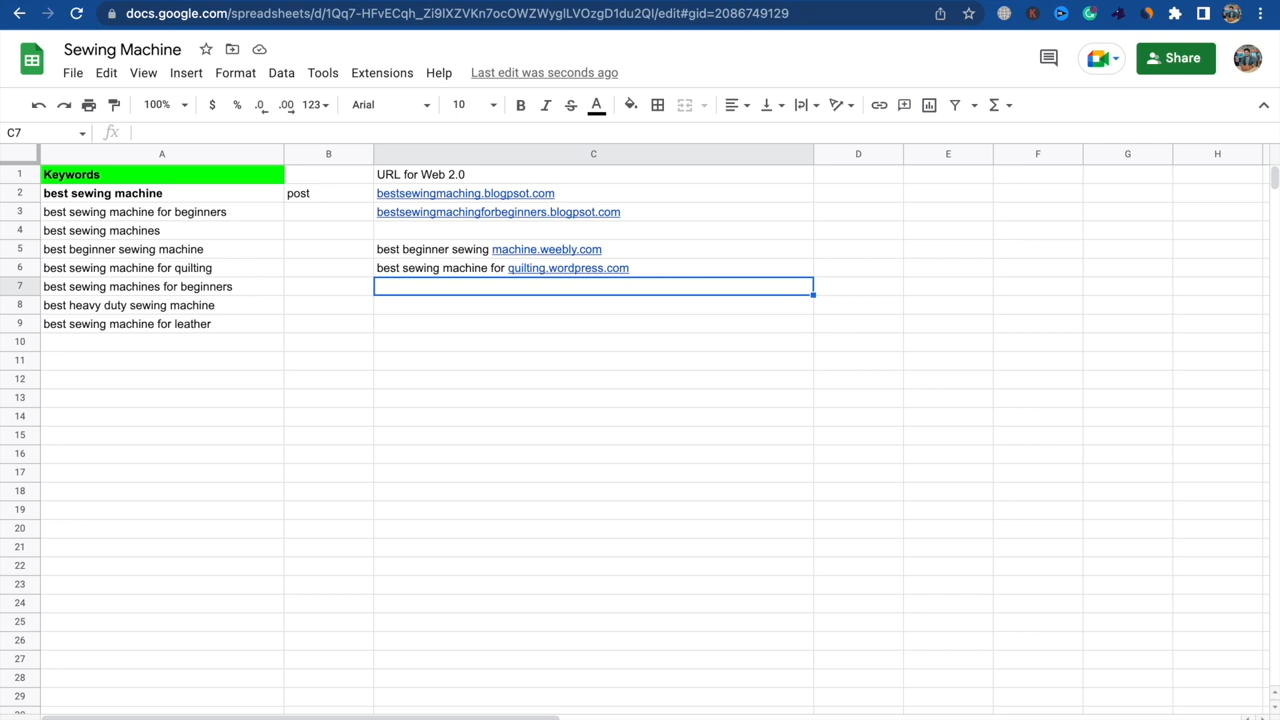 docs.google.com/spreadsheets/d/1Qq7-HFvECqh_Zi9IXZVKn7ocOWZWyglLVOzgD1du2QI/edit#gid=2086749129
Sewing Machine
Share
File Edit View Insert Format Data Tools Extensions Help Last edit was seconds ago
100% $ % .0 .00 123 Arial 10 B I S A Σ
C7 fx
A B C D E F G H
1 Keywords URL for Web 2.0
2 best sewing machine post bestsewingmaching.blogpsot.com
3 best sewing machine for beginners bestsewingmachingforbeginners.blogpsot.com
4 best sewing machines
5 best beginner sewing machine best beginner sewing machine.weebly.com
6 best sewing machine for quilting best sewing machine for quilting.wordpress.com
7 best sewing machines for beginners
8 best heavy duty sewing machine
9 best sewing machine for leather
10
11
12
13
14
15
16
17
18
19
20
21
22
23
24
25
26
27
28
29